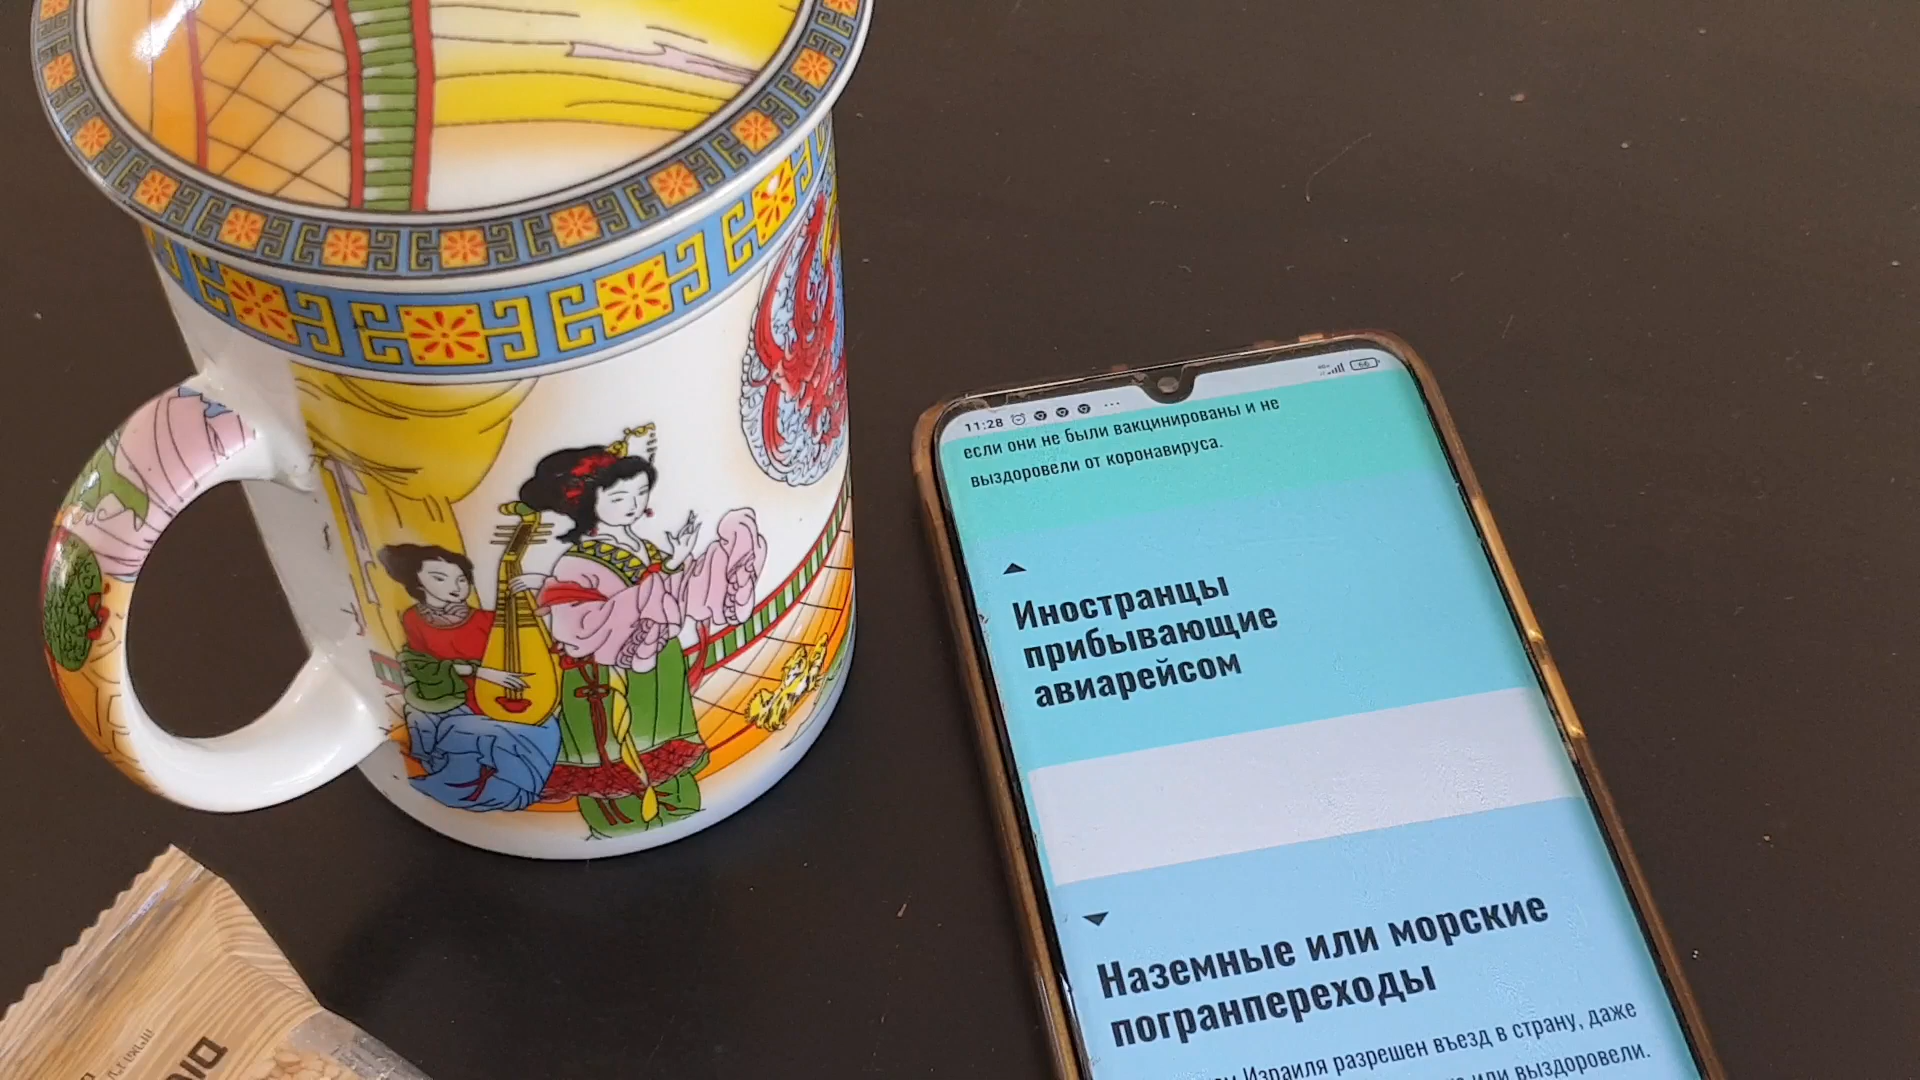 11:28
66
если они не были вакцинированы и не
выздоровели от коронавируса.
Иностранцы
прибывающие
авиарейсом
Наземные или морские
погранпереходы
Израиля разрешен въезд в страну, даже
или выздоровели.